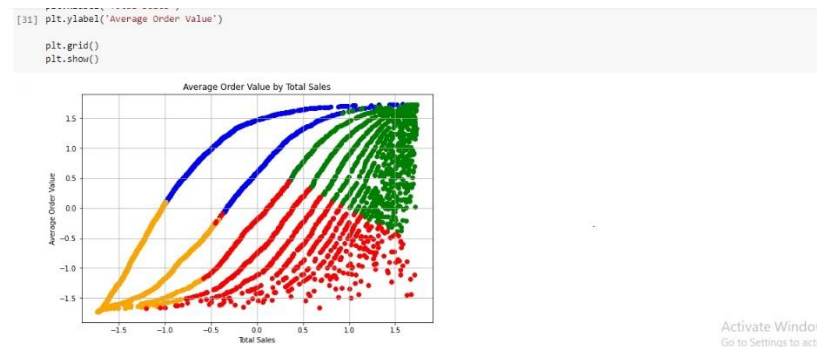 [31] plt.ylabel('Average Order Value')
plt.grid()
plt.show()
Average Order Value by Total Sales
Average Order Value
1.5
1.0
0.5
0.0
−0.5
−1.0
−1.5
−1.5 −1.0 −0.5 0.0 0.5 1.0 1.5
Total Sales
Activate Windo
Go to Settings to acti